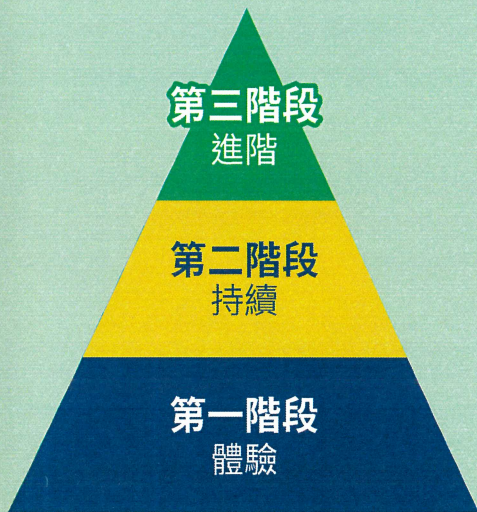 第三階段
進階
第二階段
持續
第一階段
體驗